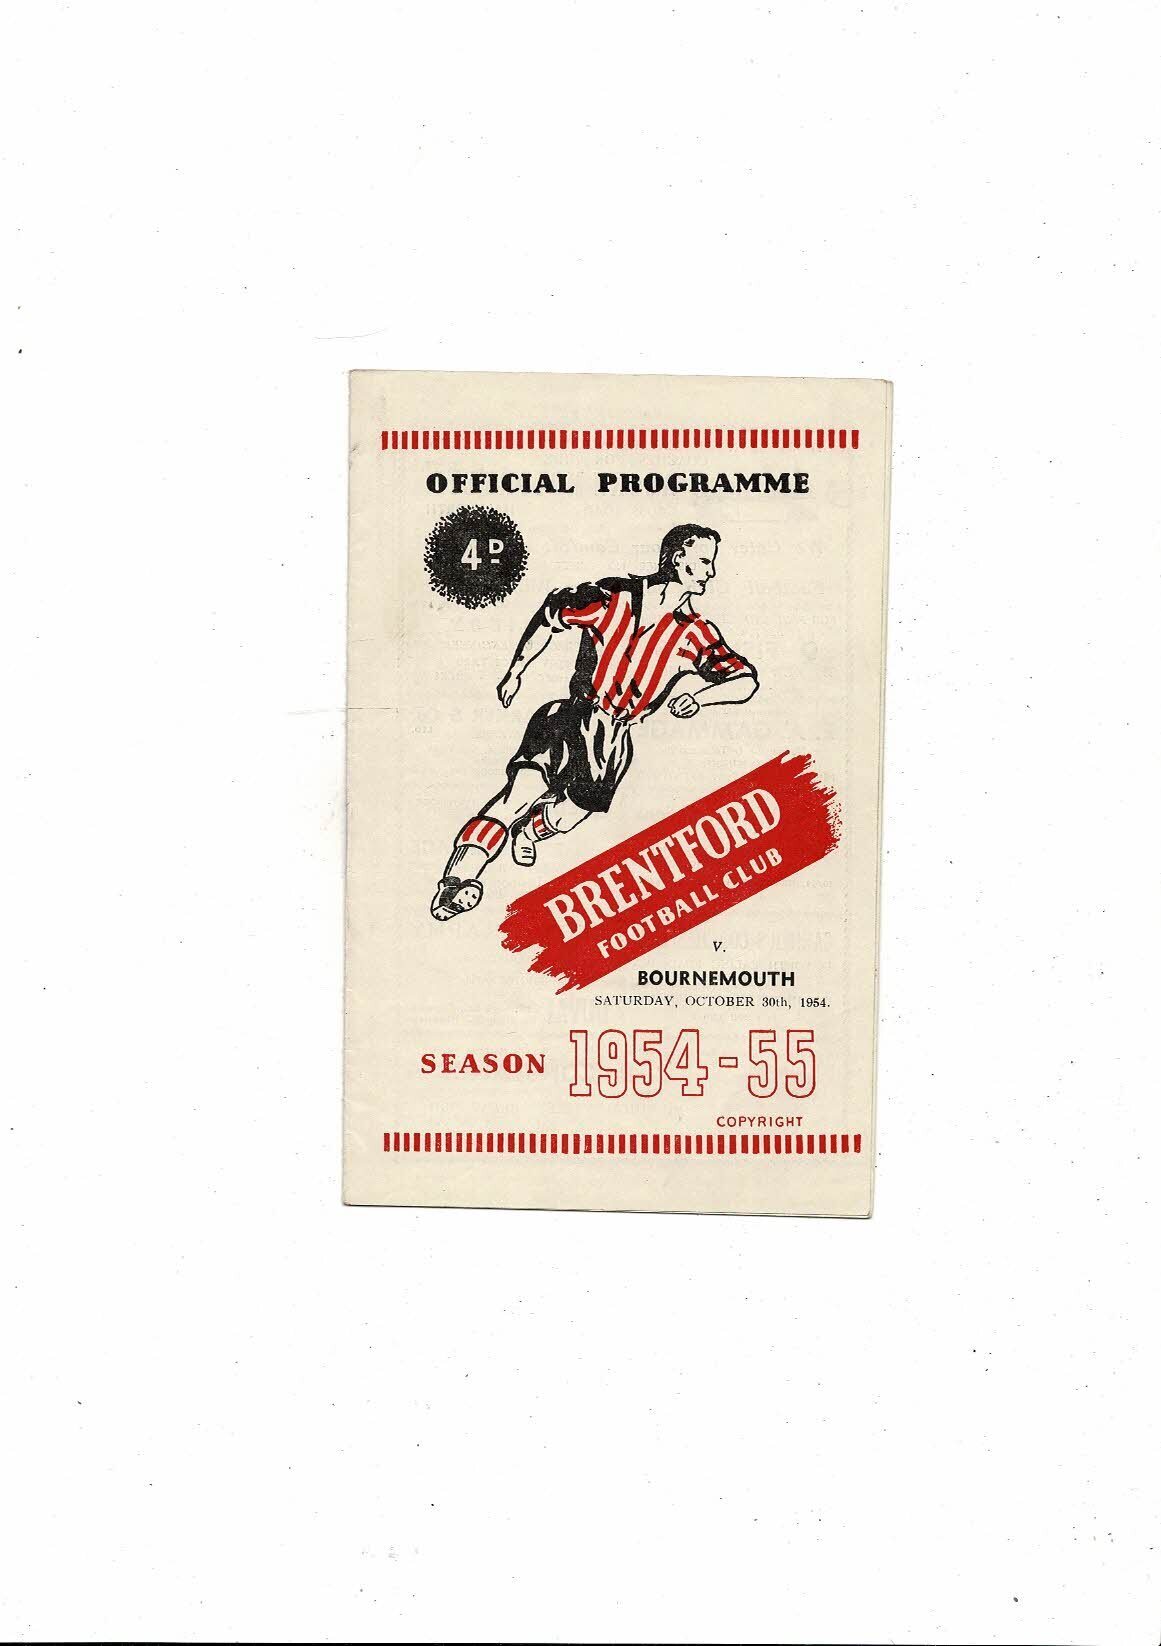 OFFICIAL PROGRAMME
4D
BRENTFORD
FOOTBALL CLUB
V.
BOURNEMOUTH
SATURDAY, OCTOBER 30th, 1954.
SEASON 1954-55
COPYRIGHT